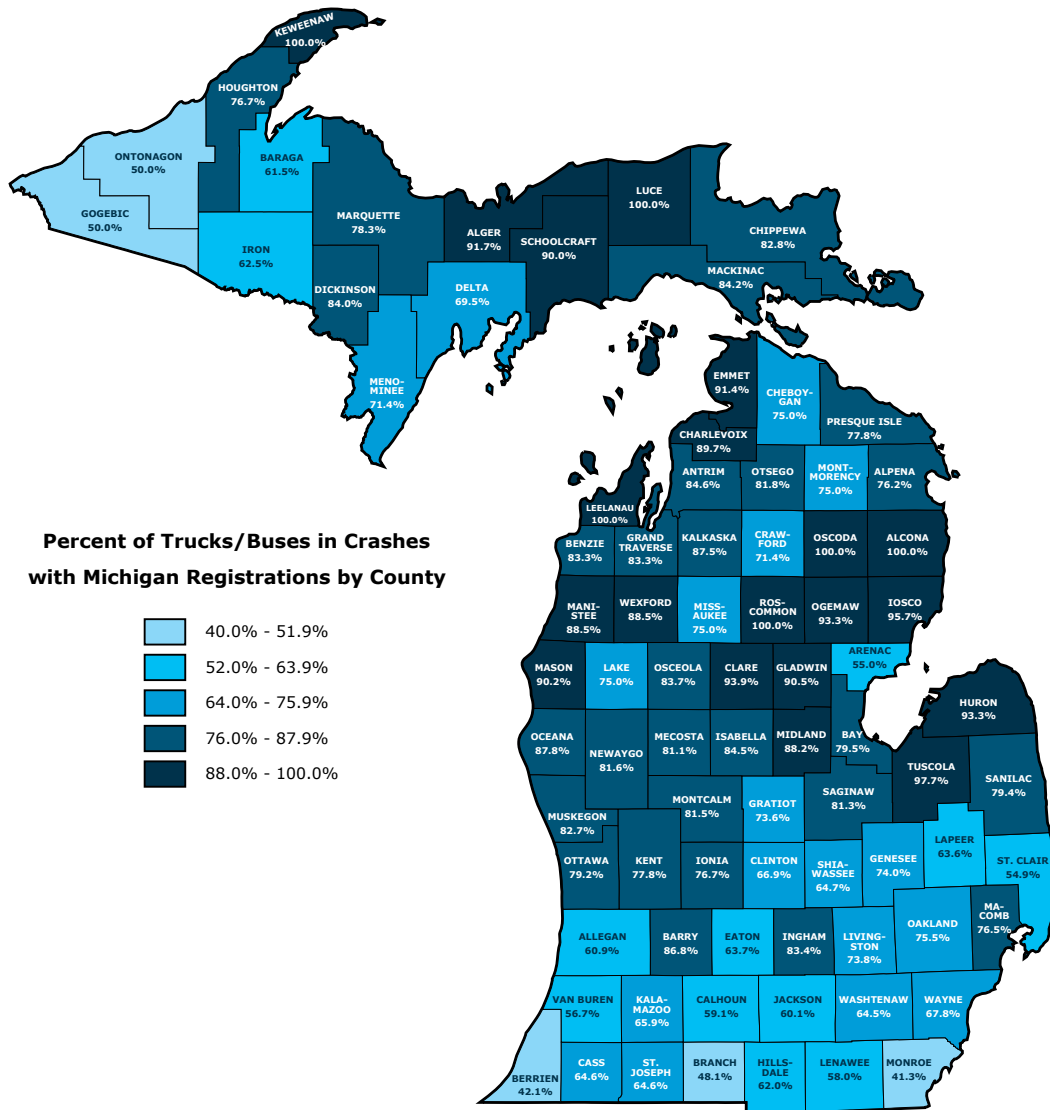 KEWEENAW
100.0%
HOUGHTON
76.7%
ONTONAGON
50.0%
BARAGA
61.5%
GOGEBIC
50.0%
IRON
62.5%
MARQUETTE
78.3%
DICKINSON
84.0%
MENO-
MINEE
71.4%
DELTA
69.5%
ALGER
91.7%
SCHOOLCRAFT
90.0%
LUCE
100.0%
CHIPPEWA
82.8%
MACKINAC
84.2%
EMMET
91.4%
CHEBOY-
GAN
75.0%
PRESQUE ISLE
77.8%
CHARLEVOIX
89.7%
ANTRIM
84.6%
OTSEGO
81.8%
MONT-
MORENCY
75.0%
ALPENA
76.2%
LEELANAU
100.0%
BENZIE
83.3%
GRAND
TRAVERSE
83.3%
KALKASKA
87.5%
CRAW-
FORD
71.4%
OSCODA
100.0%
ALCONA
100.0%
MANI-
STEE
88.5%
WEXFORD
88.5%
MISS-
AUKEE
75.0%
ROS-
COMMON
100.0%
OGEMAW
93.3%
IOSCO
95.7%
MASON
90.2%
LAKE
75.0%
OSCEOLA
83.7%
CLARE
93.9%
GLADWIN
90.5%
ARENAC
55.0%
OCEANA
87.8%
NEWAYGO
81.6%
MECOSTA
81.1%
ISABELLA
84.5%
MIDLAND
88.2%
BAY
79.5%
HURON
93.3%
TUSCOLA
97.7%
SANILAC
79.4%
MUSKEGON
82.7%
MONTCALM
81.5%
GRATIOT
73.6%
SAGINAW
81.3%
OTTAWA
79.2%
KENT
77.8%
IONIA
76.7%
CLINTON
66.9%
SHIA-
WASSEE
64.7%
GENESEE
74.0%
LAPEER
63.6%
ST. CLAIR
54.9%
ALLEGAN
60.9%
BARRY
86.8%
EATON
63.7%
INGHAM
83.4%
LIVING-
STON
73.8%
OAKLAND
75.5%
MA-
COMB
76.5%
VAN BUREN
56.7%
KALA-
MAZOO
65.9%
CALHOUN
59.1%
JACKSON
60.1%
WASHTENAW
64.5%
WAYNE
67.8%
BERRIEN
42.1%
CASS
64.6%
ST.
JOSEPH
64.6%
BRANCH
48.1%
HILLS-
DALE
62.0%
LENAWEE
58.0%
MONROE
41.3%
Percent of Trucks/Buses in Crashes
with Michigan Registrations by County
40.0% - 51.9%
52.0% - 63.9%
64.0% - 75.9%
76.0% - 87.9%
88.0% - 100.0%